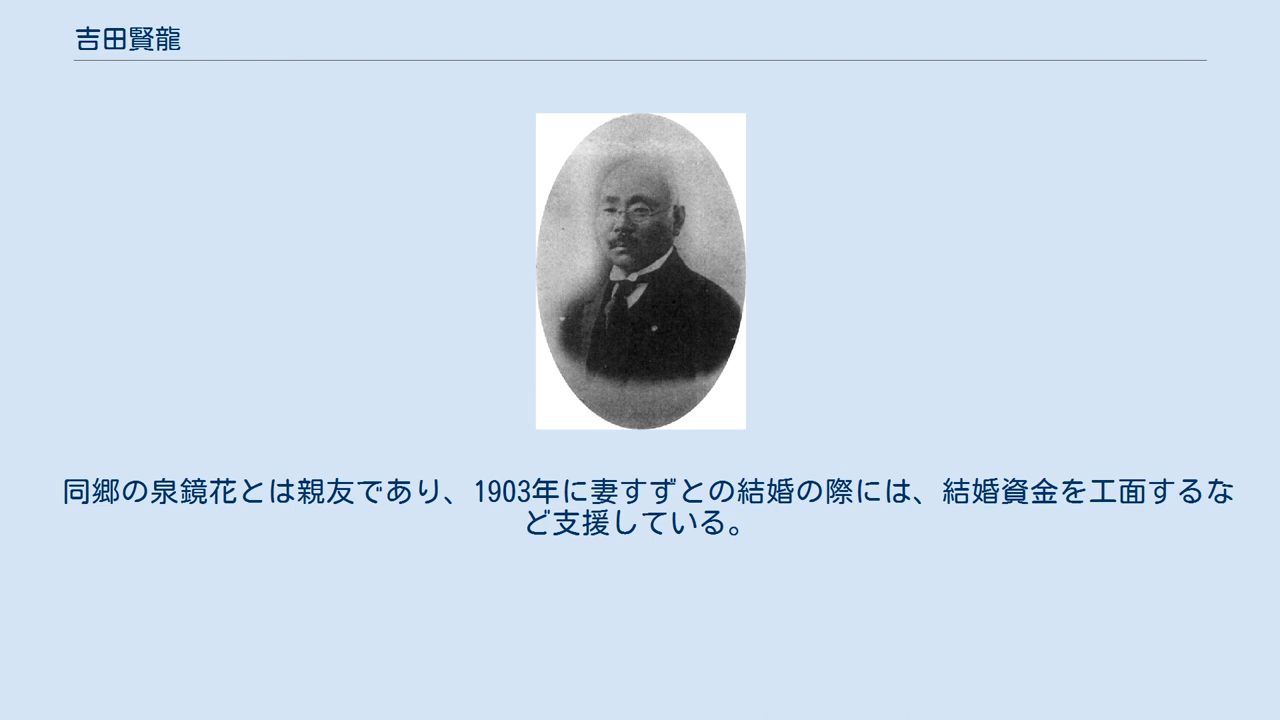 吉田賢龍
同郷の泉鏡花とは親友であり、1903年に妻すずとの結婚の際には、結婚資金を工面するな
ど支援している。